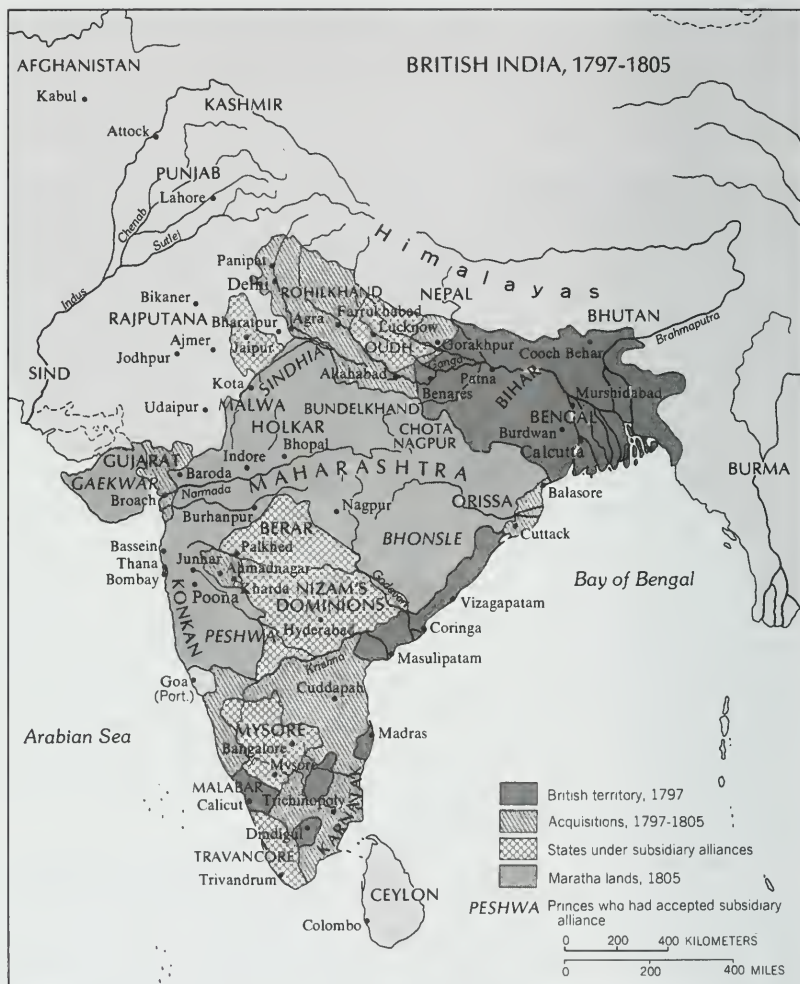 BRITISH INDIA, 1797-1805
AFGHANISTAN
Kabul
KASHMIR
Attock
PUNJAB
Lahore
Chenab
Sutlej
Indus
Himalayas
Panipat
Delhi
ROHILKHAND
NEPAL
Bikaner
Farrukhabad
BHUTAN
RAJPUTANA
Bharatpur
Agra
Lucknow
Brahmaputra
Ajmer
Jaipur
OUDH
Gorakhpur
Cooch Behar
Jodhpur
Ganga
SIND
SINDHIA
Allahabad
Patna
BIHAR
Kota
Benares
Murshidabad
Udaipur
MALWA
BUNDELKHAND
BENGAL
HOLKAR
CHOTA
NAGPUR
Burdwan
Bhopal
Calcutta
Indore
GUJARAT
MAHARASHTRA
BURMA
GAEKWAR
Baroda
Broach
Narmada
ORISSA
Balasore
Burhanpur
Nagpur
BERAR
Cuttack
Bassein
Palkhed
BHONSLE
Thana
Junhar
Ahmadnagar
Bay of Bengal
Bombay
Kharda
NIZAM'S
DOMINIONS
Godavari
Poona
Vizagapatam
KONKAN
PESHWA
Hyderabad
Coringa
Krishna
Masulipatam
Goa
(Port.)
Cuddapah
Arabian Sea
MYSORE
Madras
Bangalore
Mysore
MALABAR
Calicut
Trichinopoly
KARNATAK
Dindigul
TRAVANCORE
Trivandrum
CEYLON
Colombo
British territory, 1797
Acquisitions, 1797-1805
States under subsidiary alliances
Maratha lands, 1805
PESHWA Princes who had accepted subsidiary
alliance
0 200 400 KILOMETERS
0 200 400 MILES